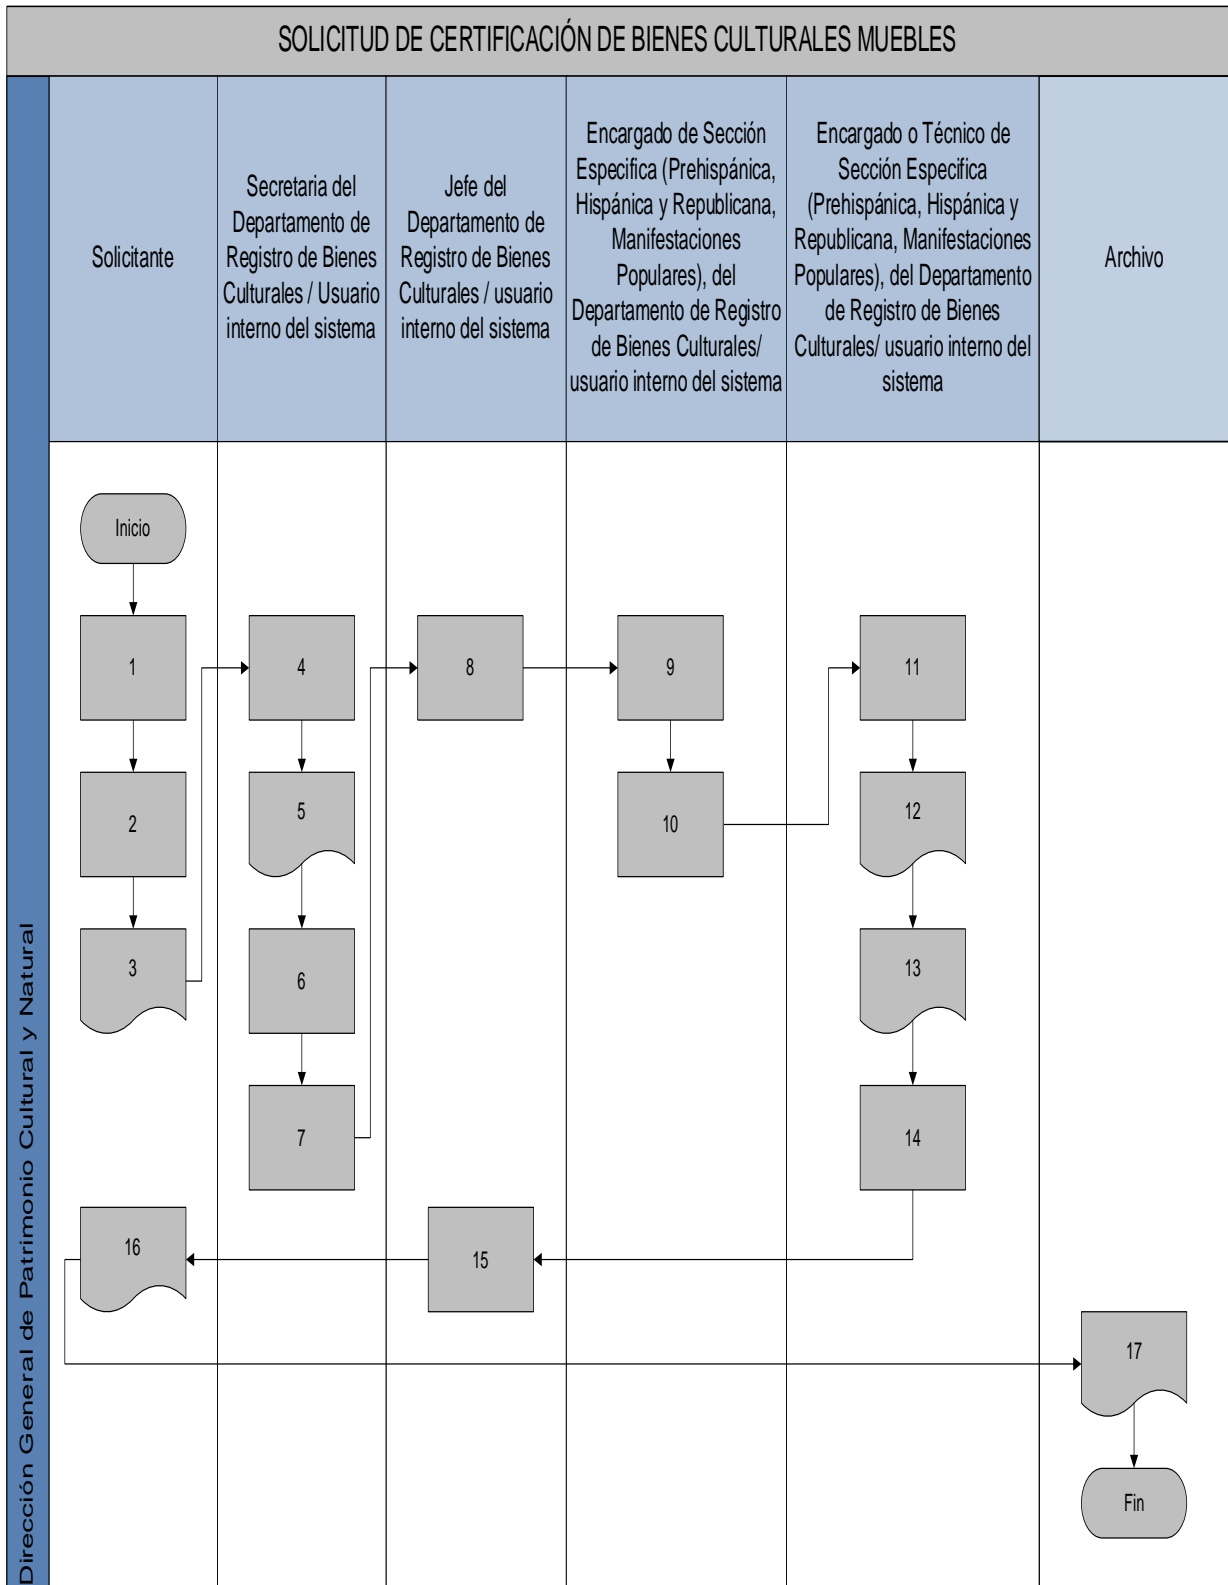 SOLICITUD DE CERTIFICACIÓN DE BIENES CULTURALES MUEBLES
Dirección General de Patrimonio Cultural y Natural
Solicitante
Secretaria del
Departamento de
Registro de Bienes
Culturales / Usuario
interno del sistema
Jefe del
Departamento de
Registro de Bienes
Culturales / usuario
interno del sistema
Encargado de Sección
Especifica (Prehispánica,
Hispánica y Republicana,
Manifestaciones
Populares), del
Departamento de Registro
de Bienes Culturales/
usuario interno del sistema
Encargado o Técnico de
Sección Especifica
(Prehispánica, Hispánica y
Republicana, Manifestaciones
Populares), del Departamento
de Registro de Bienes
Culturales/ usuario interno del
sistema
Archivo
Inicio
1
2
3
4
5
6
7
8
9
10
11
12
13
14
15
16
17
Fin